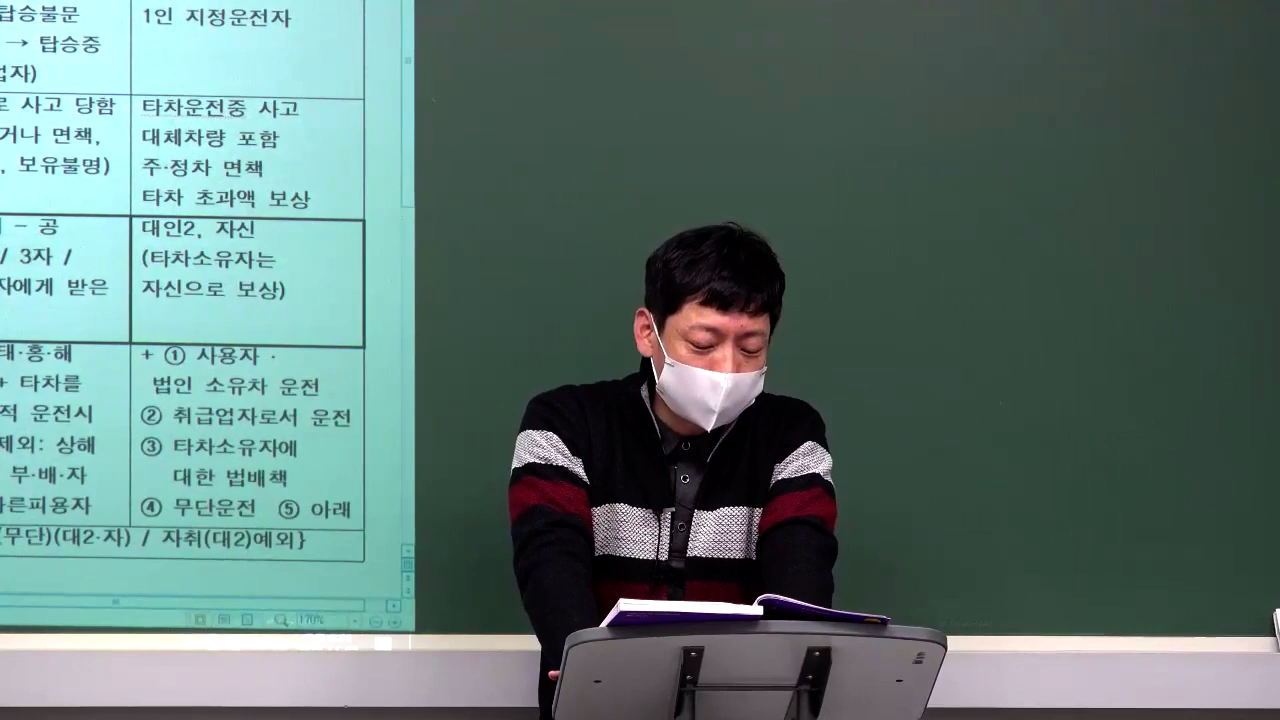 탑승불문
→ 탑승중
업자)
1인 지정운전자
로 사고 당함
거나 면책,
, 보유불명)
타차운전중 사고
대체차량 포함
주·정차 면책
타차 초과액 보상
- 공
/ 3자 /
자에게 받은
대인2, 자신
(타차소유자는
자신으로 보상)
태·홍·해
+ 타차를
적 운전시
제외: 상해
부·배·자
다른피용자
+ ① 사용자 ·
법인 소유차 운전
② 취급업자로서 운전
③ 타차소유자에
대한 법배책
④ 무단운전 ⑤ 아래
(무단)(대2·자) / 자취(대2)예외}
170%